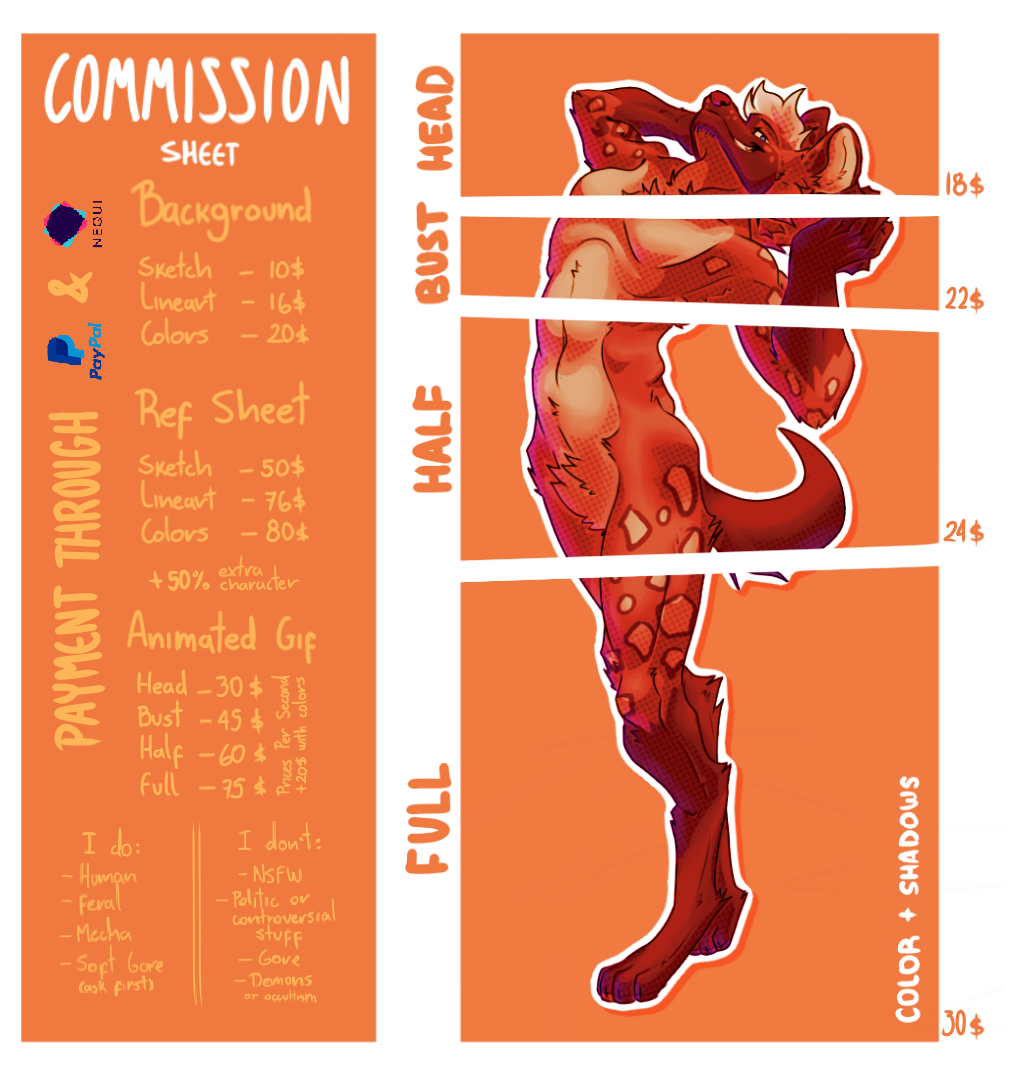 COMMISSION
SHEET
PAYMENT THROUGH
PayPal
&
NEQUI
Background
Sketch - 10$
Lineart - 16$
Colors - 20$
Ref Sheet
Sketch - 50$
Lineart - 76$
Colors - 80$
+50% extra
character
Animated Gif
Head - 30 $
Bust - 45 $
Half - 60 $
Full - 75 $
Prices Per Second
+20$ with colors
I do:
- Human
- Feral
- Mecha
- Soft Gore
(ask first)
I don't:
- NSFW
- Politic or
controversial
stuff
- Gore
- Demons
or occultism
HEAD
18$
BUST
22$
HALF
24$
FULL
30$
COLOR + SHADOWS